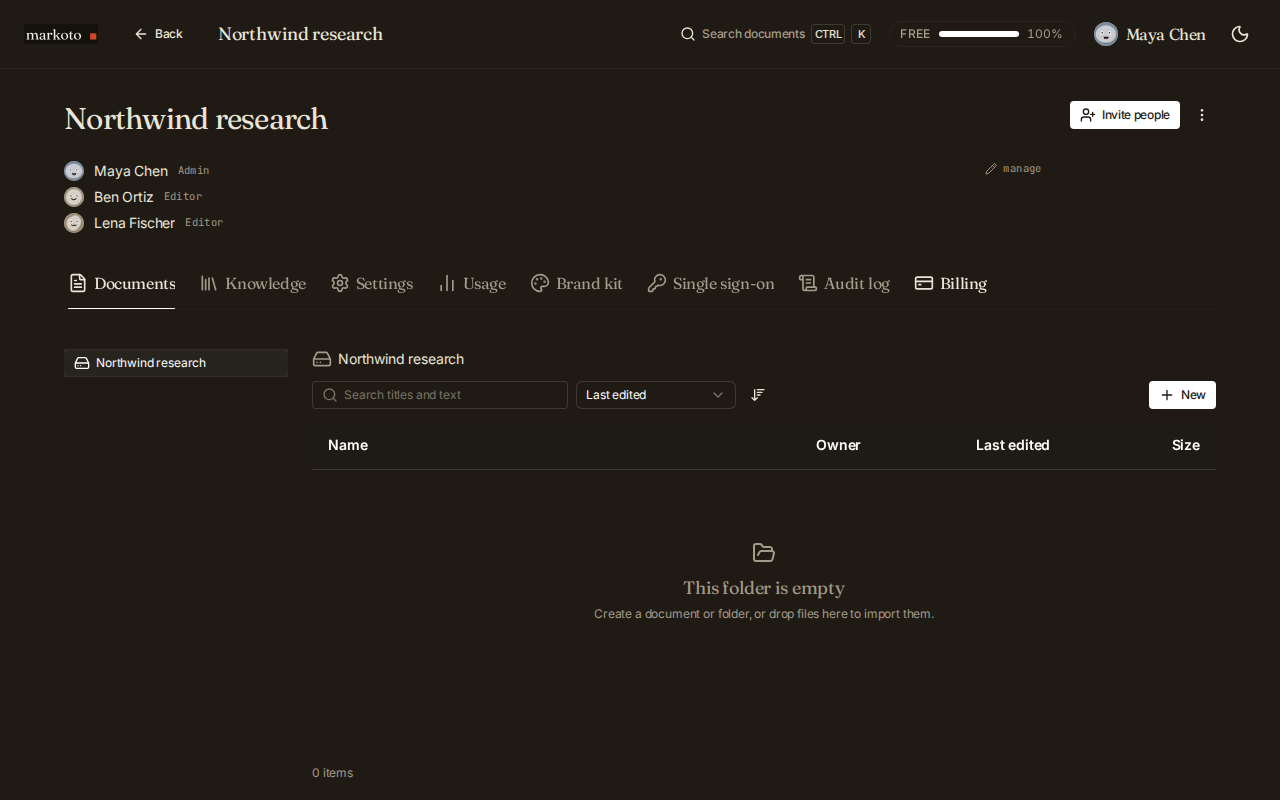 markoto
Back
Northwind research
Search documents CTRL K
FREE 100%
Maya Chen
Northwind research
Invite people
Maya Chen Admin
manage
Ben Ortiz Editor
Lena Fischer Editor
Documents Knowledge Settings Usage Brand kit Single sign-on Audit log Billing
Northwind research
Northwind research
Search titles and text
Last edited
New
Name Owner Last edited Size
This folder is empty
Create a document or folder, or drop files here to import them.
0 items